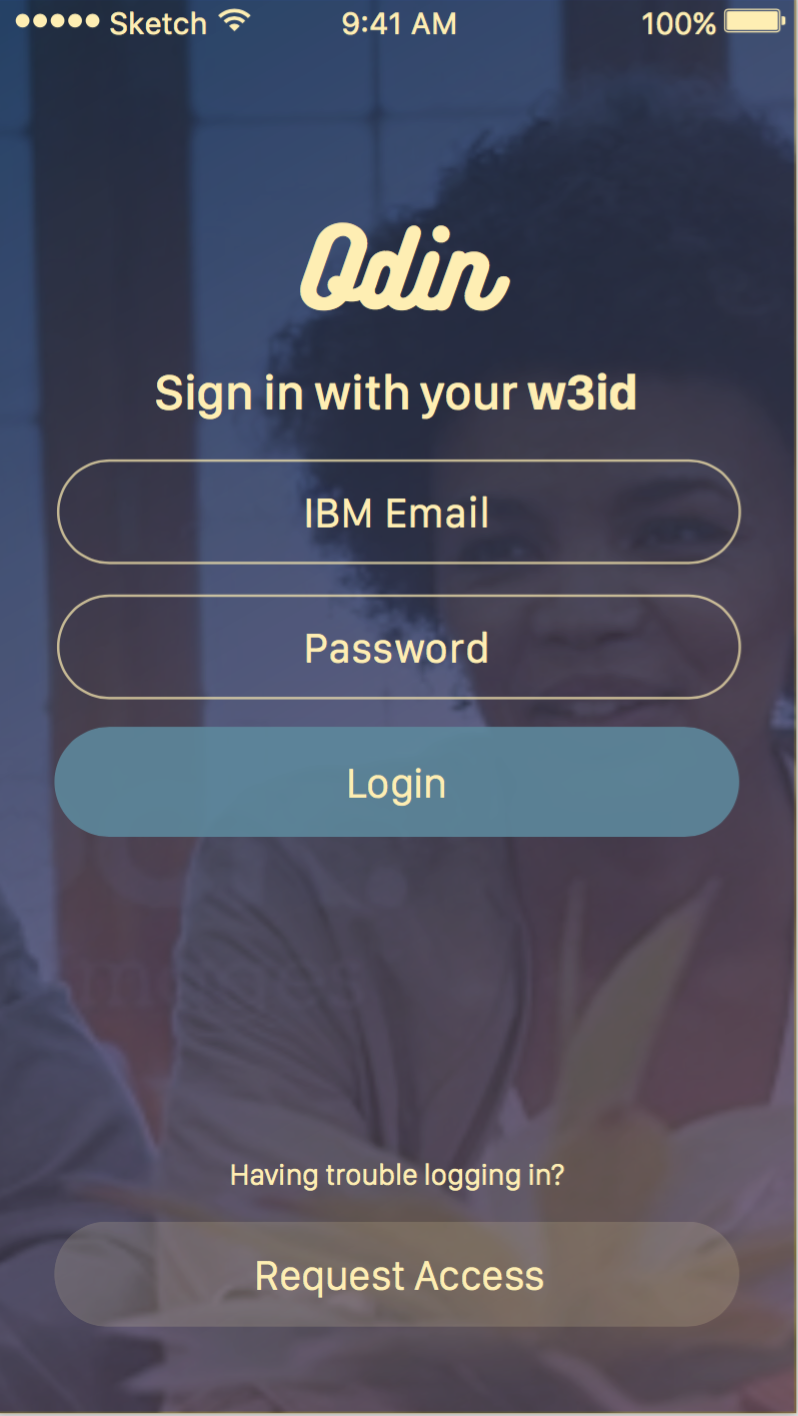 Sketch 9:41 AM 100%
Odin
Sign in with your w3id
IBM Email
Password
Login
Having trouble logging in?
Request Access